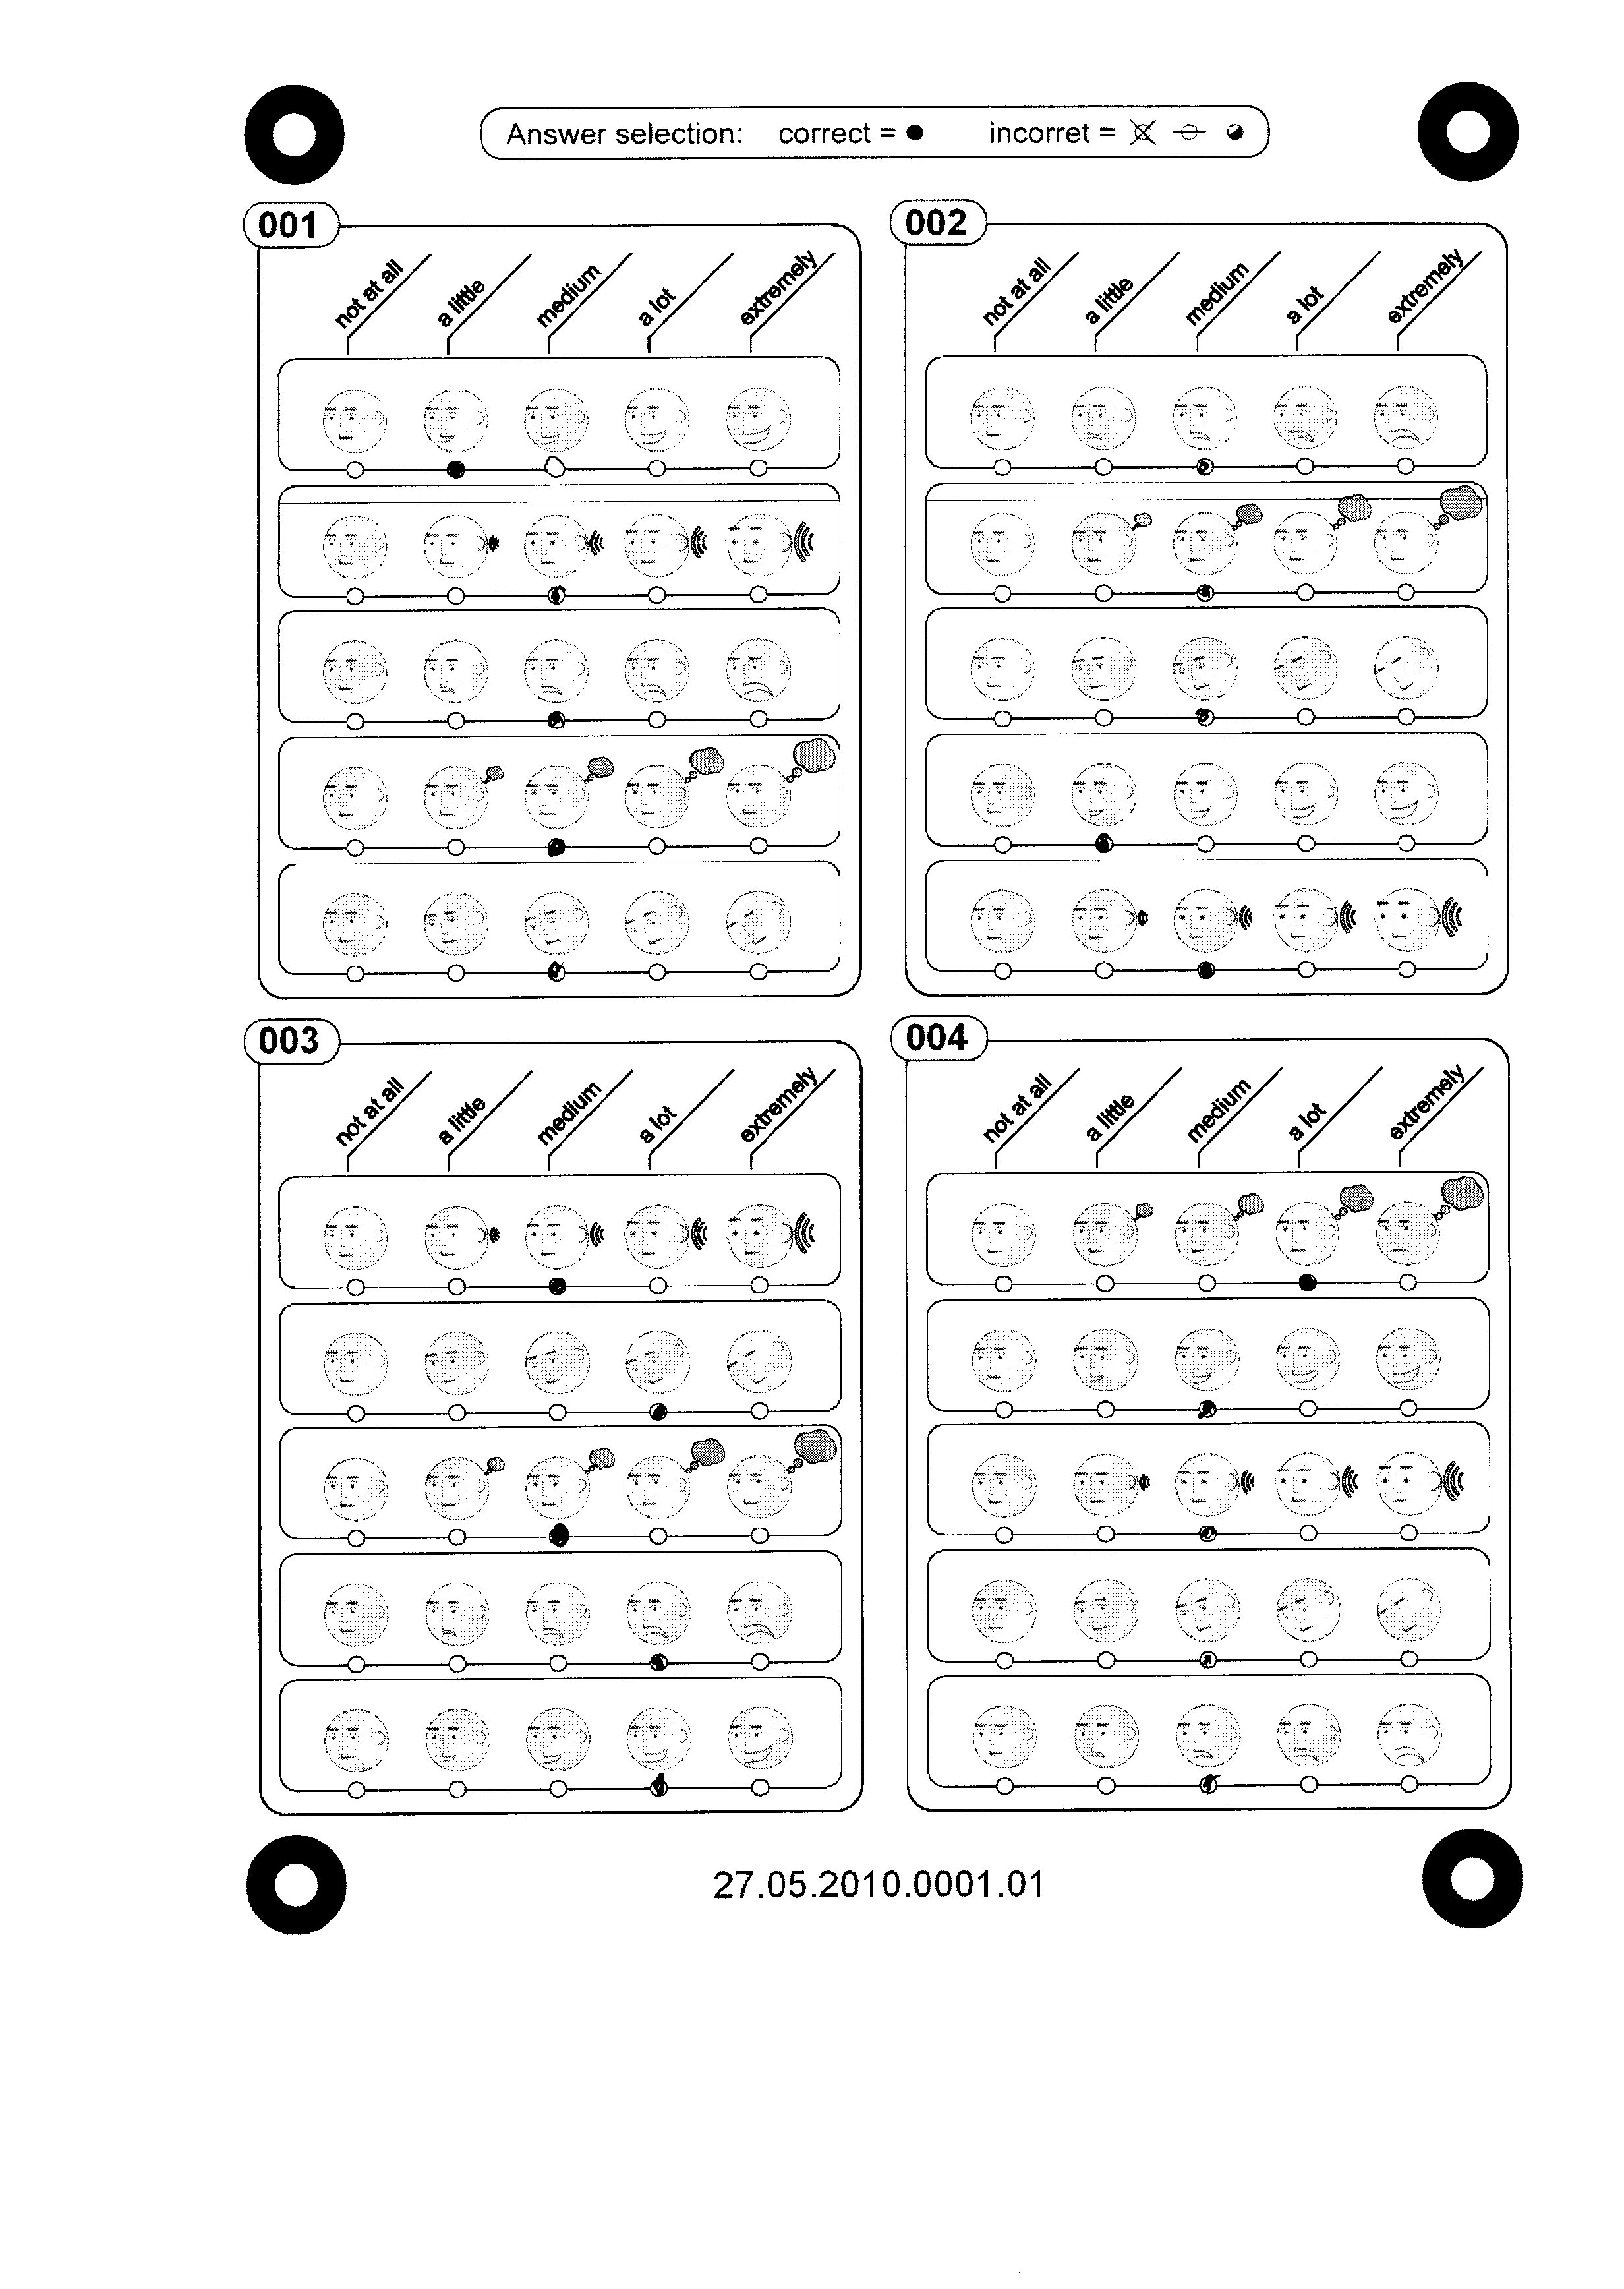 Answer selection: correct = incorret =
001
not at all a little medium a lot extremely
002
not at all a little medium a lot extremely
003
not at all a little medium a lot extremely
004
not at all a little medium a lot extremely
27.05.2010.0001.01